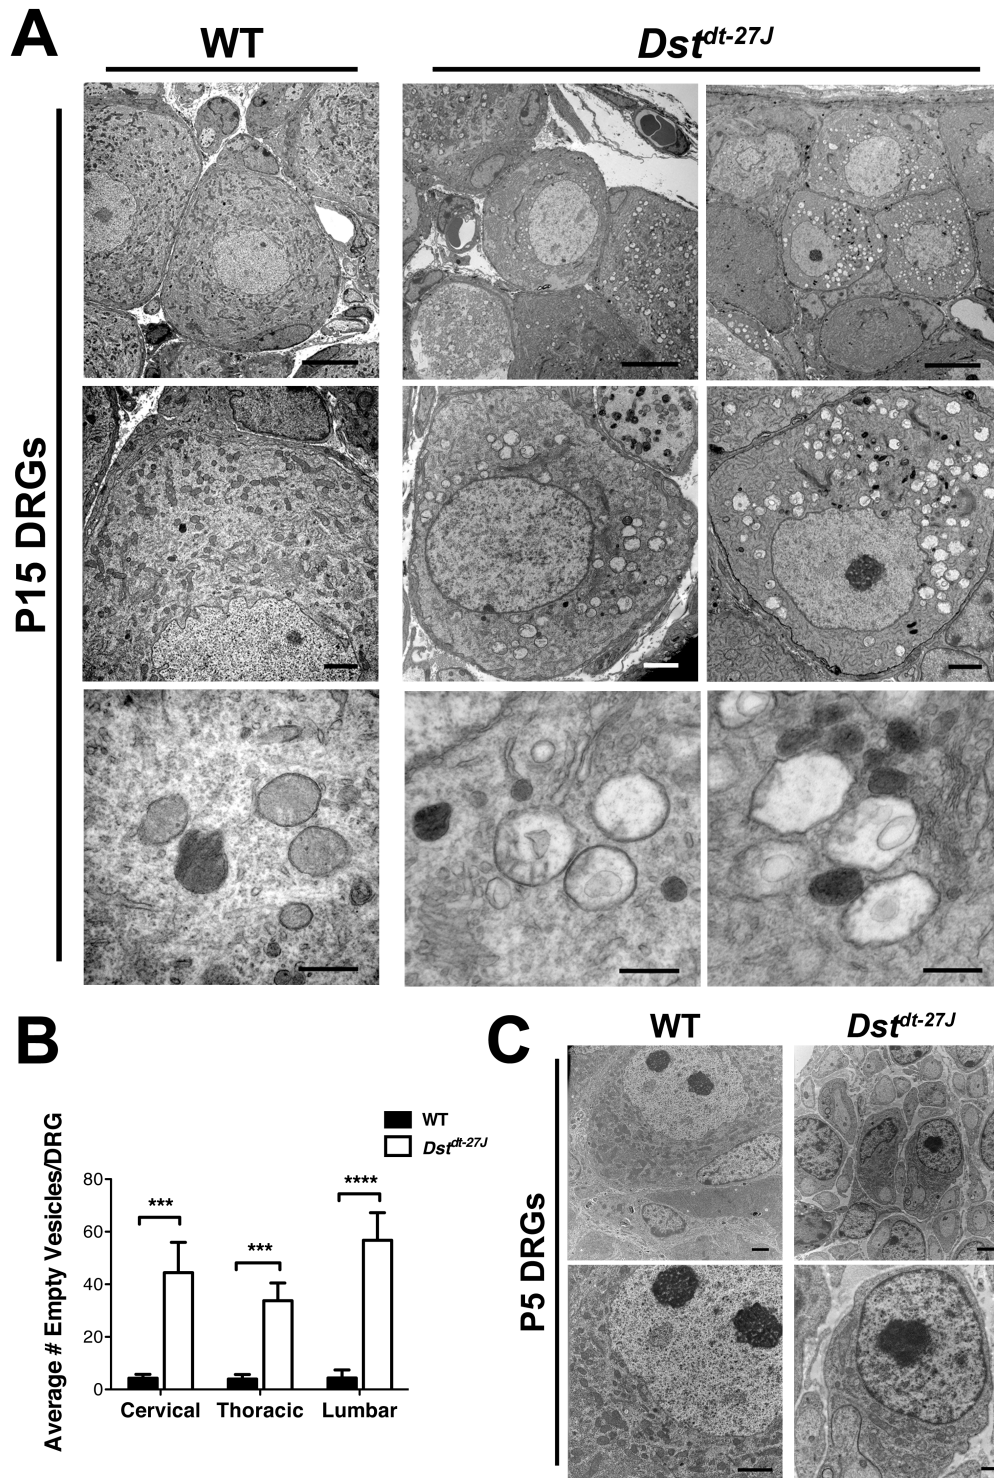 A
WT
Dst^dt-27J
P15 DRGs
B
WT
Dst^dt-27J
Average # Empty Vesicles/DRG
80
60
40
20
0
***
***
****
Cervical
Thoracic
Lumbar
C
WT
Dst^dt-27J
P5 DRGs